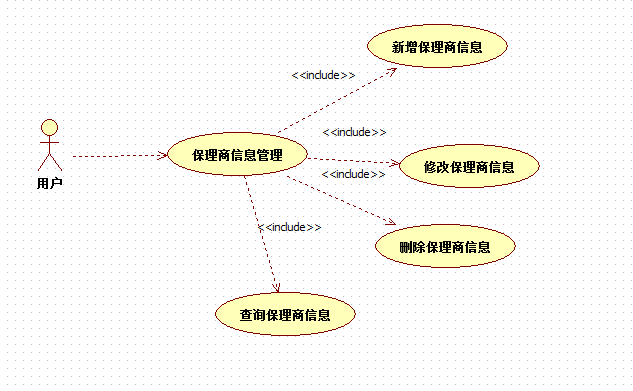 新增保理商信息
<<include>>
<<include>>
保理商信息管理
修改保理商信息
<<include>>
用户
<<include>>
删除保理商信息
查询保理商信息